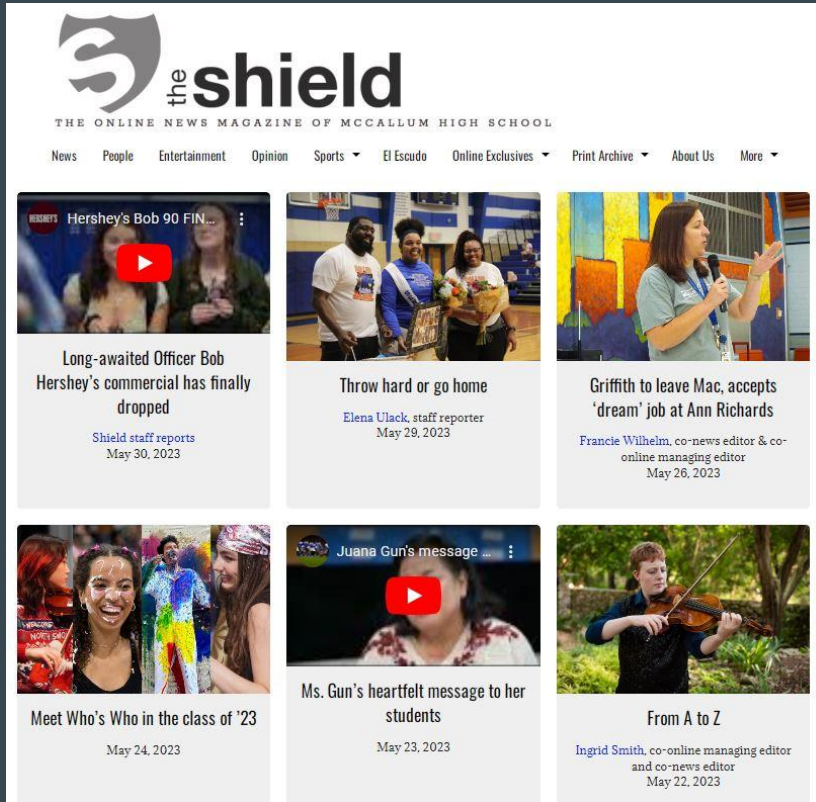 the shield
THE ONLINE NEWS MAGAZINE OF MCCALLUM HIGH SCHOOL
News People Entertainment Opinion Sports El Escudo Online Exclusives Print Archive About Us More
HERSHEY'S Hershey's Bob 90 FIN...
Long-awaited Officer Bob
Hershey's commercial has finally
dropped
Shield staff reports
May 30, 2023
Throw hard or go home
Elena Ulack, staff reporter
May 29, 2023
Griffith to leave Mac, accepts
‘dream’ job at Ann Richards
Francie Wilhelm, co-news editor & co-
online managing editor
May 26, 2023
Meet Who’s Who in the class of ’23
May 24, 2023
Juana Gun's message ...
Ms. Gun’s heartfelt message to her
students
May 23, 2023
From A to Z
Ingrid Smith, co-online managing editor
and co-news editor
May 22, 2023